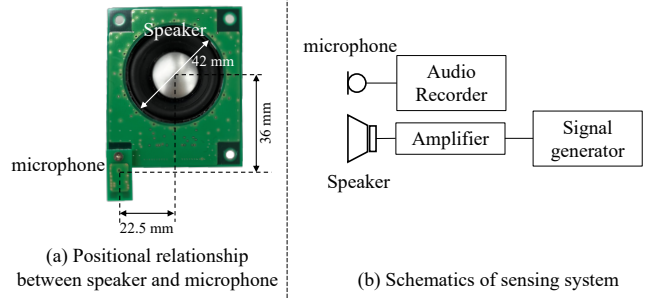 Speaker
42 mm
36 mm
microphone
22.5 mm
(a) Positional relationship
between speaker and microphone
microphone
Audio
Recorder
Amplifier
Signal
generator
Speaker
(b) Schematics of sensing system